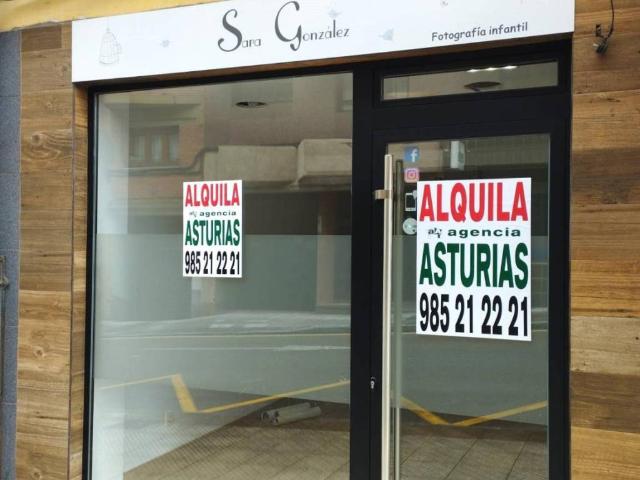 Sara González
Fotografía infantil
ALQUILA
agencia
ASTURIAS
985 21 22 21
ALQUILA
agencia
ASTURIAS
985 21 22 21